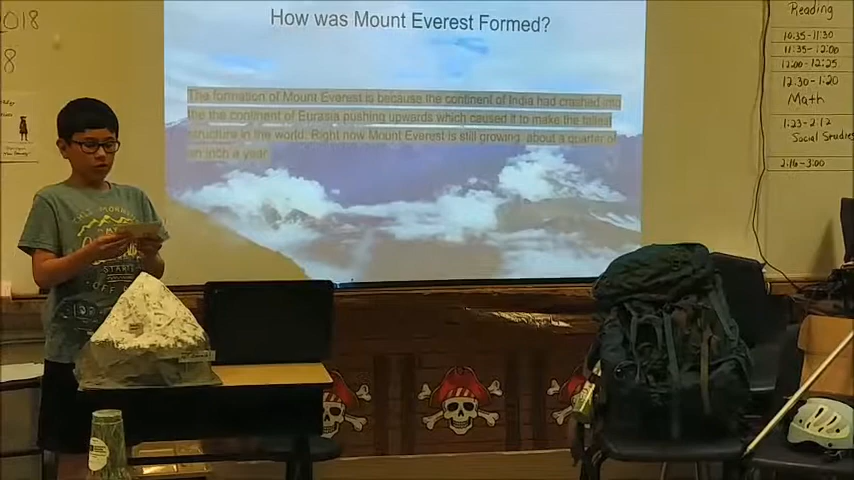 How was Mount Everest Formed?
The formation of Mount Everest is because the continent of India had crashed into
the the continent of Eurasia pushing upwards which caused it to make the tallest
structure in the world. Right now Mount Everest is still growing about a quarter of
an inch a year
2018
8
Reading
10:35-11:30
11:35-12:00
12:00-12:25
12:30-1:20
Math
1:23-2:13
Social Studies
2:16-3:00
START
OFF